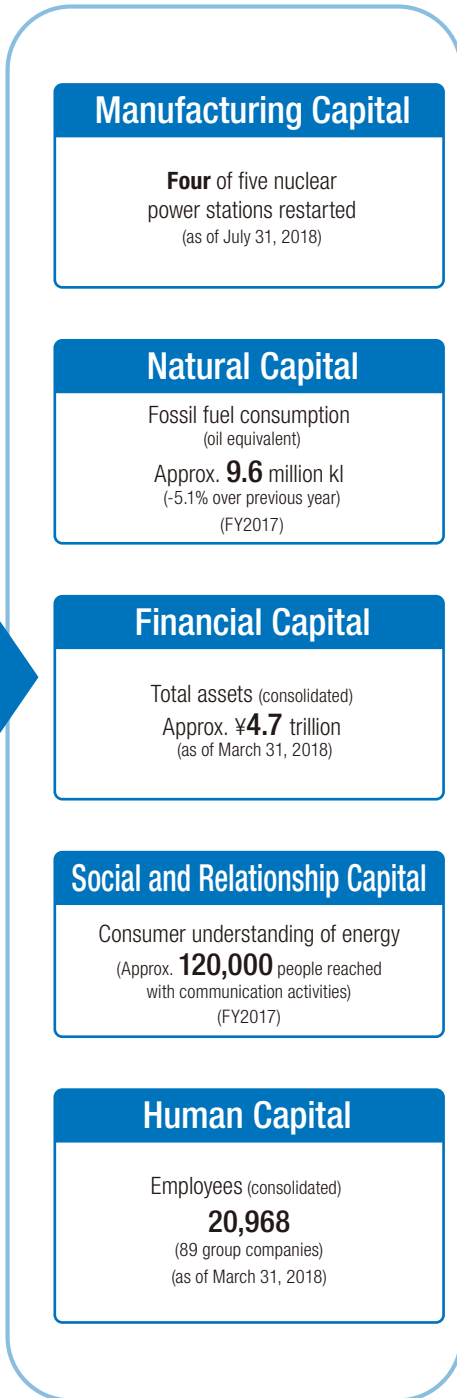 Manufacturing Capital
Four of five nuclear
power stations restarted
(as of July 31, 2018)
Natural Capital
Fossil fuel consumption
(oil equivalent)
Approx. 9.6 million kl
(-5.1% over previous year)
(FY2017)
Financial Capital
Total assets (consolidated)
Approx. ¥4.7 trillion
(as of March 31, 2018)
Social and Relationship Capital
Consumer understanding of energy
(Approx. 120,000 people reached
with communication activities)
(FY2017)
Human Capital
Employees (consolidated)
20,968
(89 group companies)
(as of March 31, 2018)